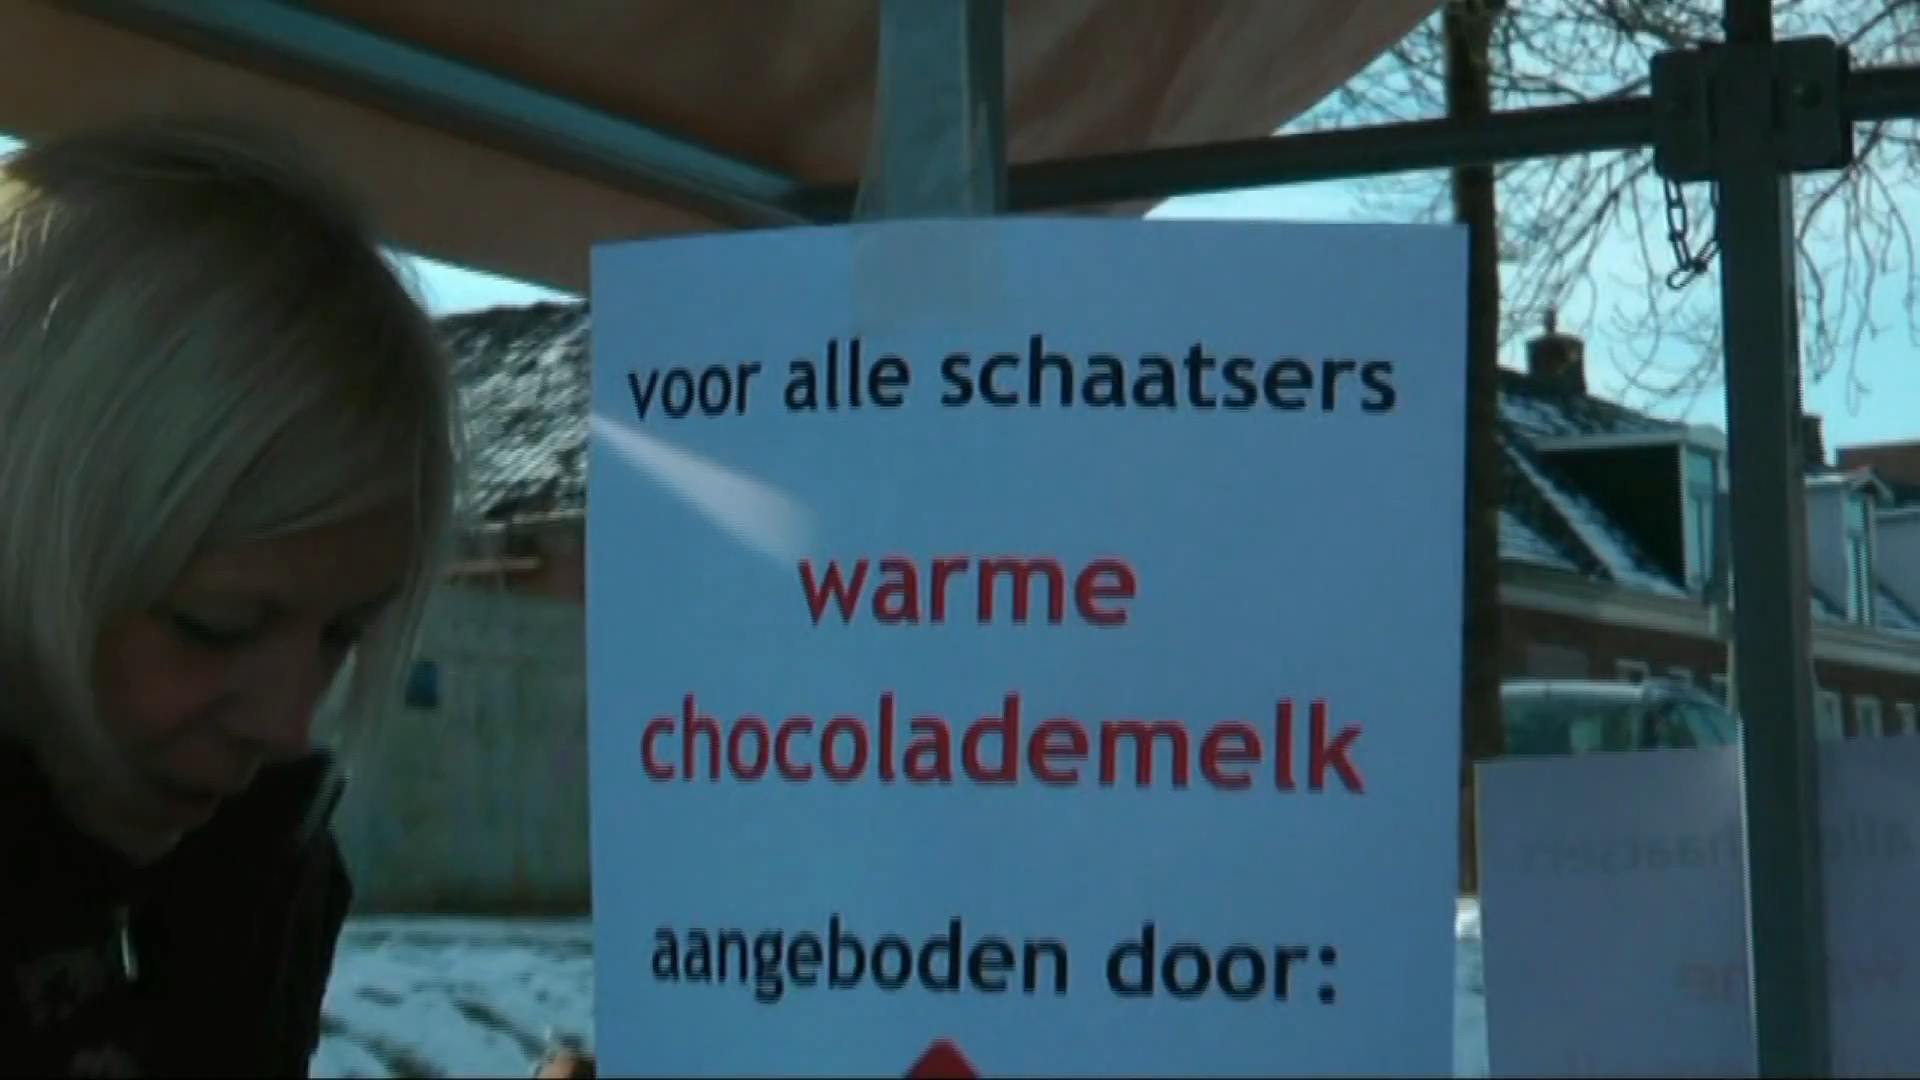 voor alle schaatsers
warme
chocolademelk
aangeboden door: